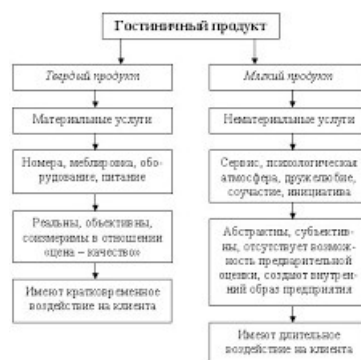 Гостиничный продукт
Твердый продукт
Материальные услуги
Номера, меблировка, обо-
рудование, питание
Реальны, объективны,
соизмеримы в отношении
«цена – качество»
Имеют кратковременное
воздействие на клиента
Мягкий продукт
Нематериальные услуги
Сервис, психологическая
атмосфера, дружелюбие,
соучастие, инициатива
Абстрактны, субъектив-
ны, отсутствует возмож-
ность предварительной
оценки, создают внутрен-
ний образ предприятия
Имеют длительное
воздействие на клиента